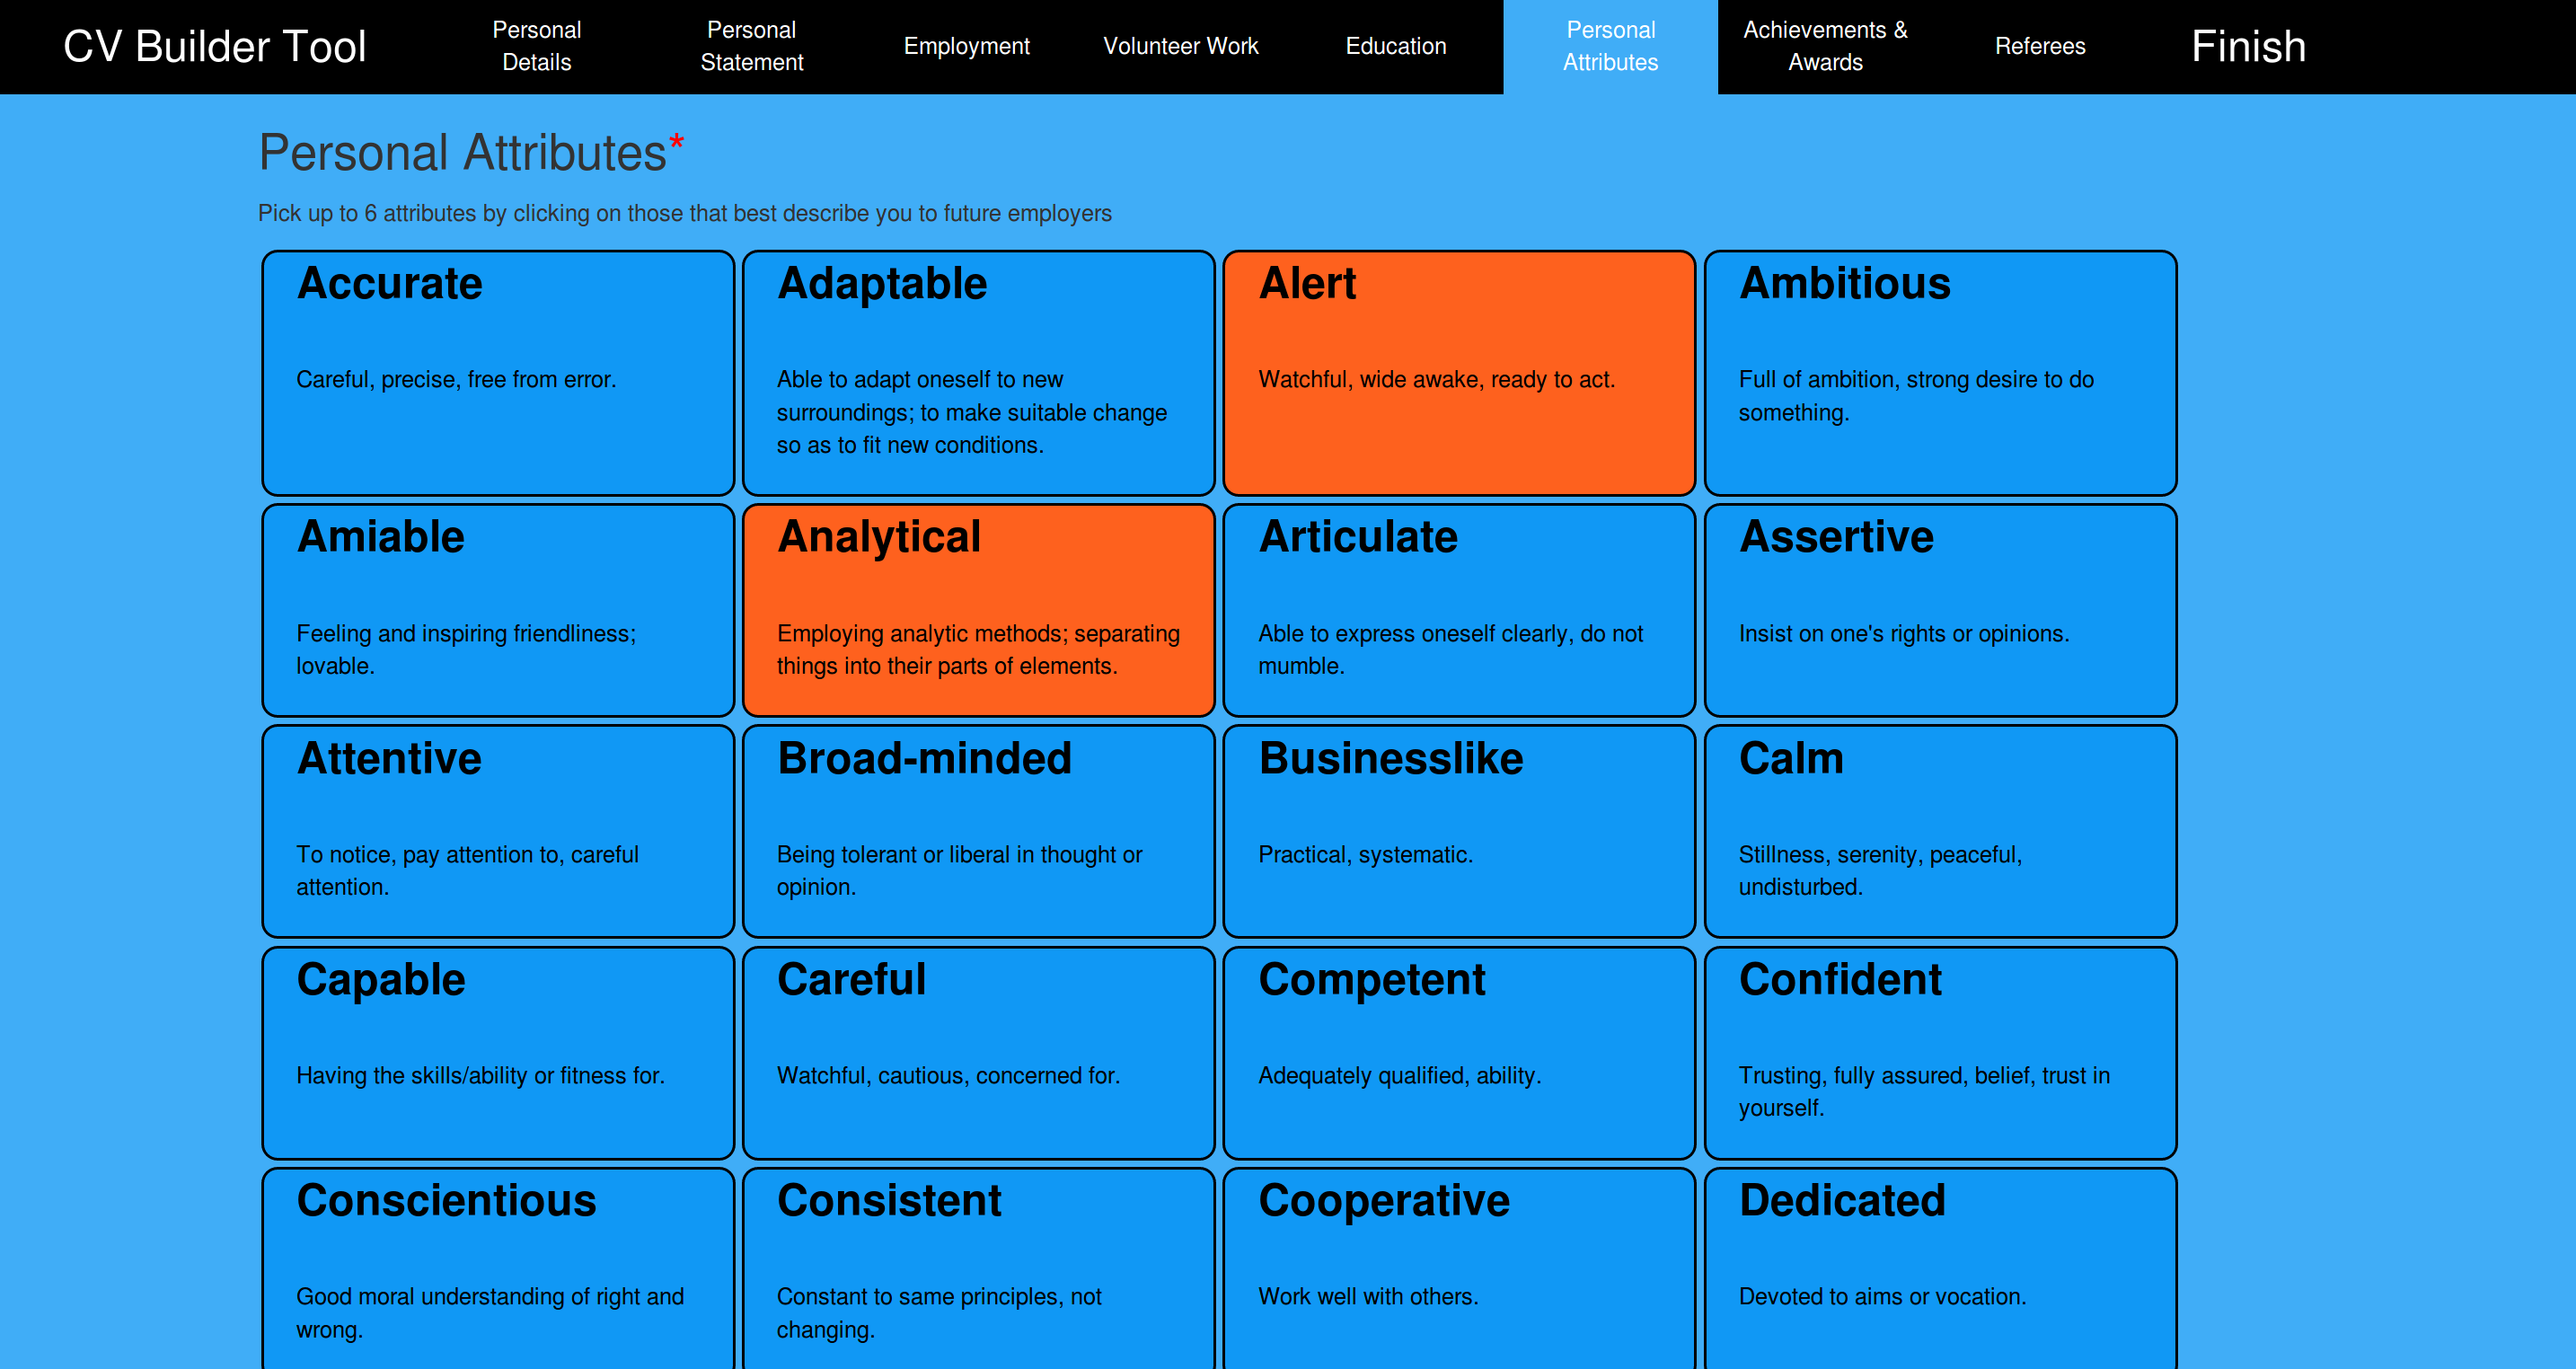 CV Builder Tool
Personal
Details
Personal
Statement
Employment
Volunteer Work
Education
Personal
Attributes
Achievements &
Awards
Referees
Finish
Personal Attributes*
Pick up to 6 attributes by clicking on those that best describe you to future employers
Accurate
Careful, precise, free from error.
Adaptable
Able to adapt oneself to new
surroundings; to make suitable change
so as to fit new conditions.
Alert
Watchful, wide awake, ready to act.
Ambitious
Full of ambition, strong desire to do
something.
Amiable
Feeling and inspiring friendliness;
lovable.
Analytical
Employing analytic methods; separating
things into their parts of elements.
Articulate
Able to express oneself clearly, do not
mumble.
Assertive
Insist on one's rights or opinions.
Attentive
To notice, pay attention to, careful
attention.
Broad-minded
Being tolerant or liberal in thought or
opinion.
Businesslike
Practical, systematic.
Calm
Stillness, serenity, peaceful,
undisturbed.
Capable
Having the skills/ability or fitness for.
Careful
Watchful, cautious, concerned for.
Competent
Adequately qualified, ability.
Confident
Trusting, fully assured, belief, trust in
yourself.
Conscientious
Good moral understanding of right and
wrong.
Consistent
Constant to same principles, not
changing.
Cooperative
Work well with others.
Dedicated
Devoted to aims or vocation.